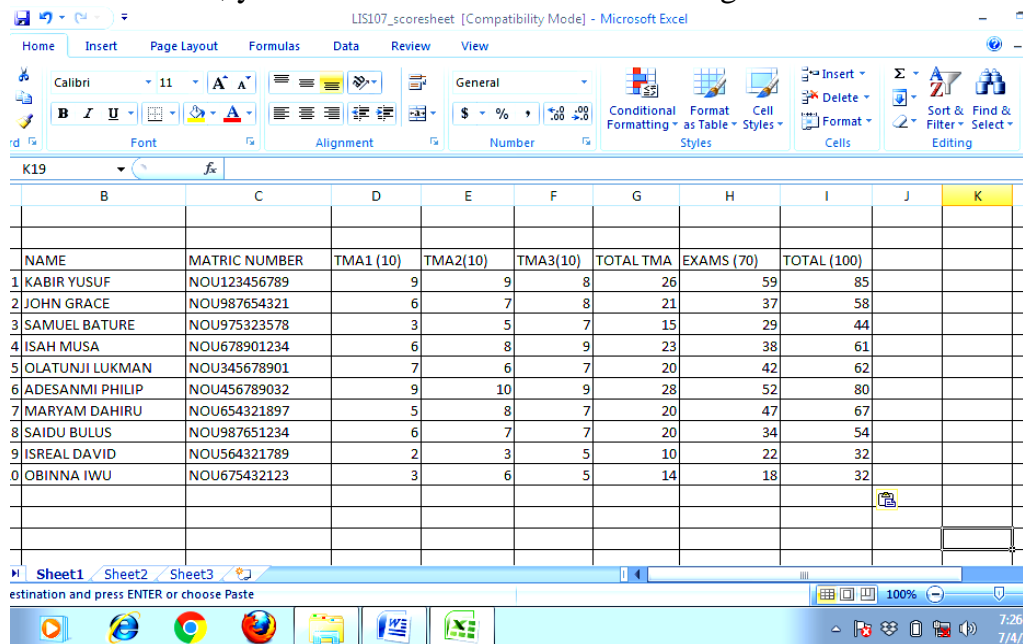 LIS107_scoresheet [Compatibility Mode] - Microsoft Excel
Home Insert Page Layout Formulas Data Review View
Calibri 11 A A General Insert Σ
Delete
B I U A $ % , .0 .00 .00 .0 Conditional Formatting Format as Table Cell Styles Format Sort & Filter Find & Select
rd Font Alignment Number Styles Cells Editing
K19 fx
B C D E F G H I J K
NAME MATRIC NUMBER TMA1 (10) TMA2(10) TMA3(10) TOTAL TMA EXAMS (70) TOTAL (100)
1 KABIR YUSUF NOU123456789 9 9 8 26 59 85
2 JOHN GRACE NOU987654321 6 7 8 21 37 58
3 SAMUEL BATURE NOU975323578 3 5 7 15 29 44
4 ISAH MUSA NOU678901234 6 8 9 23 38 61
5 OLATUNJI LUKMAN NOU345678901 7 6 7 20 42 62
6 ADESANMI PHILIP NOU456789032 9 10 9 28 52 80
7 MARYAM DAHIRU NOU654321897 5 8 7 20 47 67
8 SAIDU BULUS NOU987651234 6 7 7 20 34 54
9 ISREAL DAVID NOU564321789 2 3 5 10 22 32
0 OBINNA IWU NOU675432123 3 6 5 14 18 32
Sheet1 Sheet2 Sheet3
estination and press ENTER or choose Paste 100%
7:26
7/4/